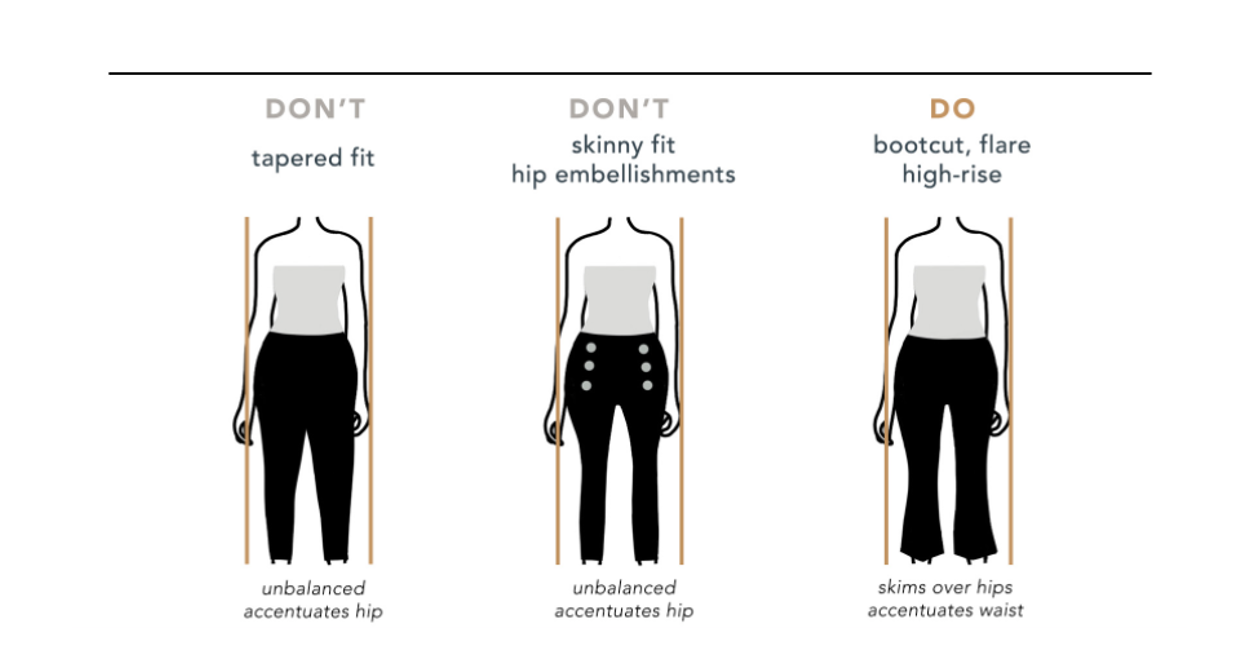 DON'T
tapered fit
unbalanced
accentuates hip
DON'T
skinny fit
hip embellishments
unbalanced
accentuates hip
DO
bootcut, flare
high-rise
skims over hips
accentuates waist